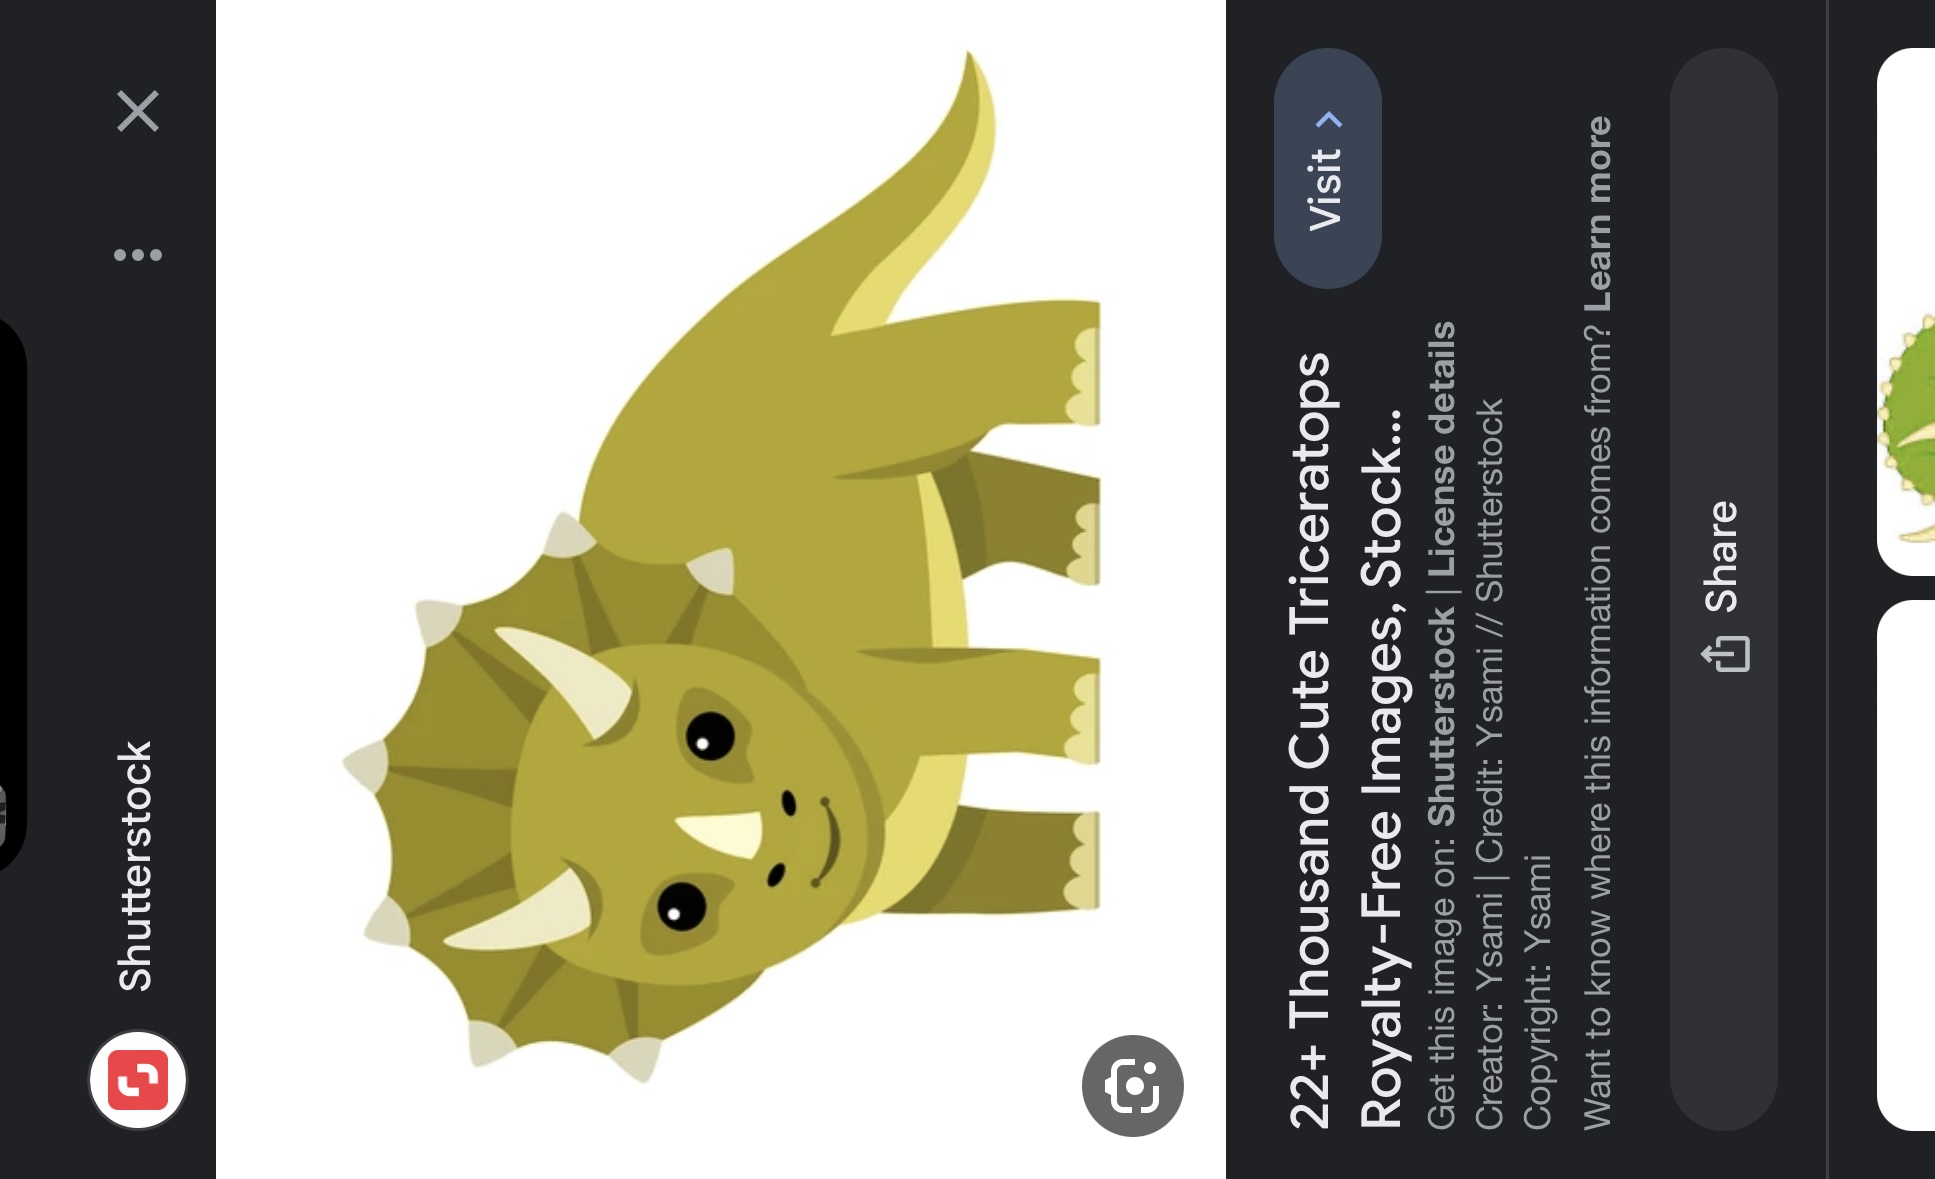 Shutterstock
22+ Thousand Cute Triceratops
Royalty-Free Images, Stock...
Visit >
Get this image on: Shutterstock | License details
Creator: Ysami | Credit: Ysami // Shutterstock
Copyright: Ysami
Want to know where this information comes from? Learn more
Share